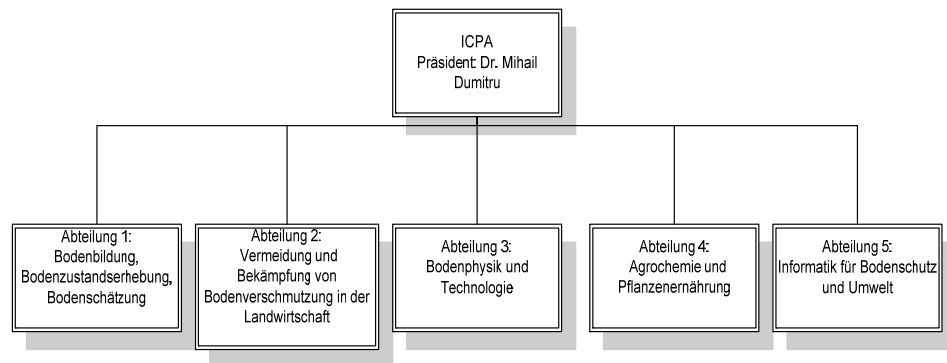 ICPA
Präsident: Dr. Mihail
Dumitru
Abteilung 1:
Bodenbildung,
Bodenzustandserhebung,
Bodenschätzung
Abteilung 2:
Vermeidung und
Bekämpfung von
Bodenverschmutzung in der
Landwirtschaft
Abteilung 3:
Bodenphysik und
Technologie
Abteilung 4:
Agrochemie und
Pflanzenernährung
Abteilung 5:
Informatik für Bodenschutz
und Umwelt